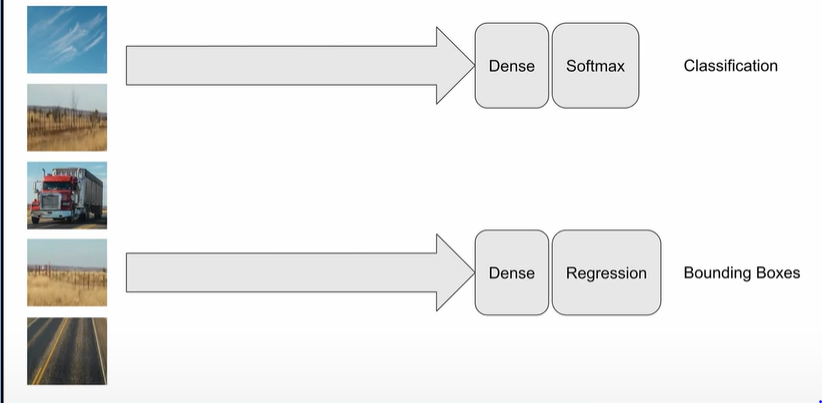 Dense Softmax Classification
Dense Regression Bounding Boxes